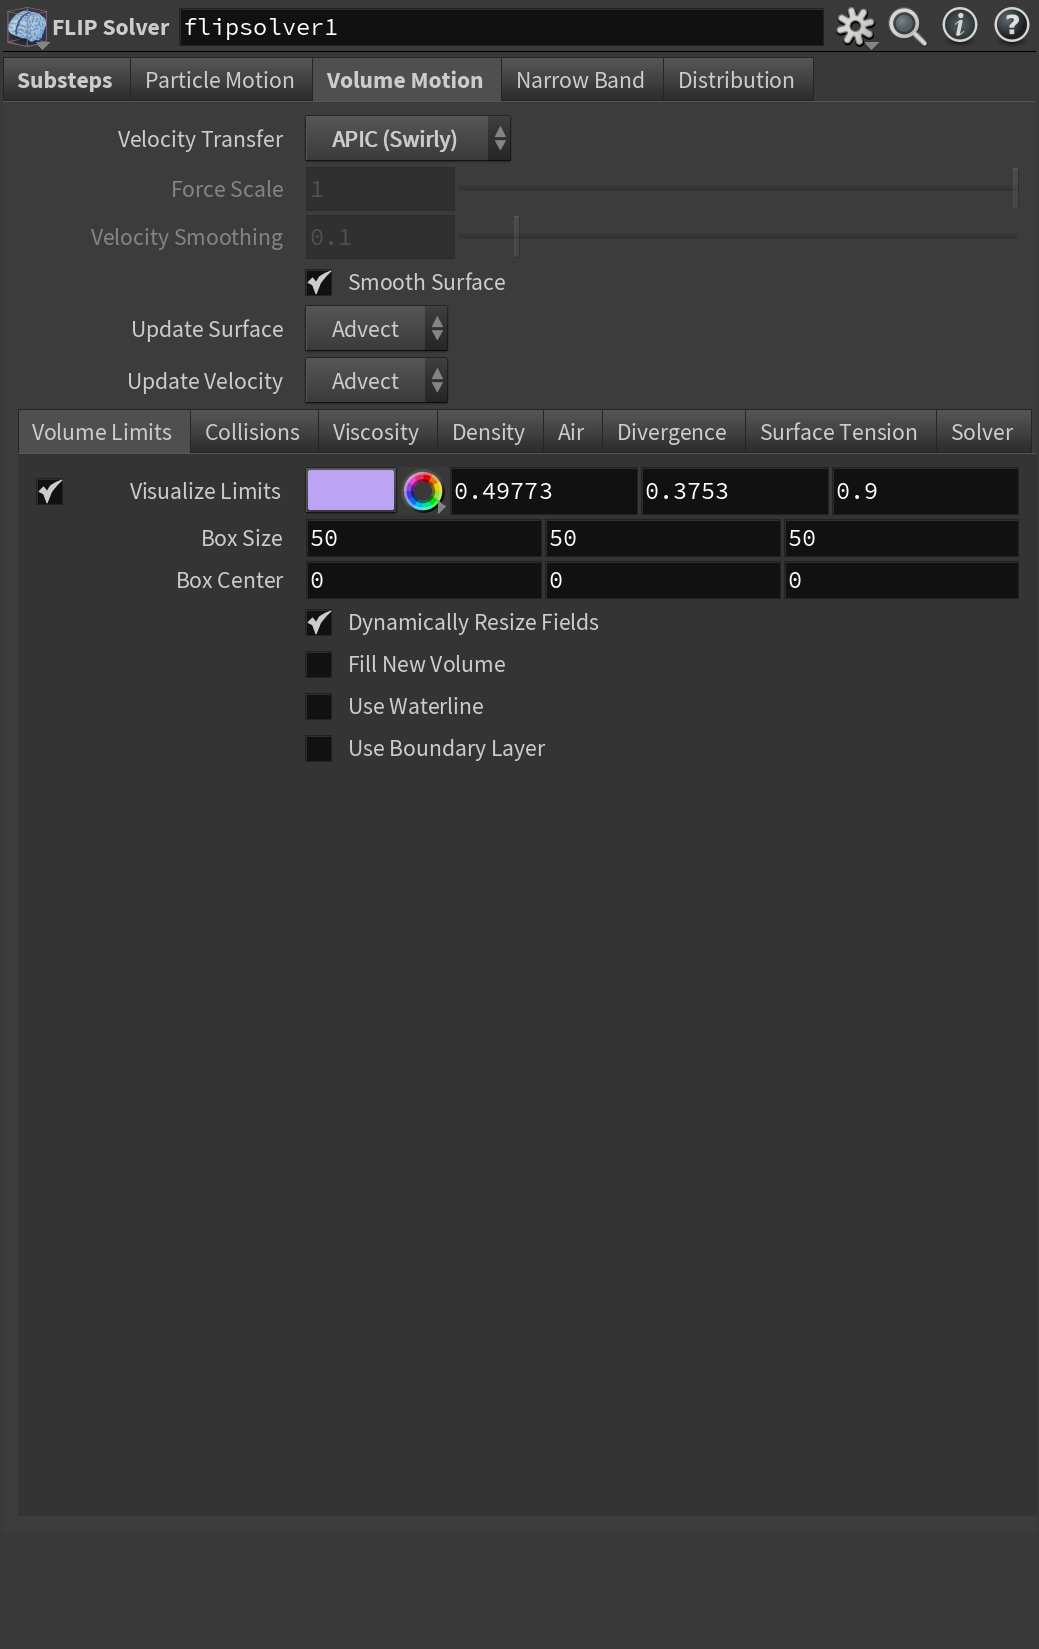 FLIP Solver flipsolver1
Substeps Particle Motion Volume Motion Narrow Band Distribution
Velocity Transfer APIC (Swirly)
Force Scale 1
Velocity Smoothing 0.1
Smooth Surface
Update Surface Advect
Update Velocity Advect
Volume Limits Collisions Viscosity Density Air Divergence Surface Tension Solver
Visualize Limits 0.49773 0.3753 0.9
Box Size 50 50 50
Box Center 0 0 0
Dynamically Resize Fields
Fill New Volume
Use Waterline
Use Boundary Layer